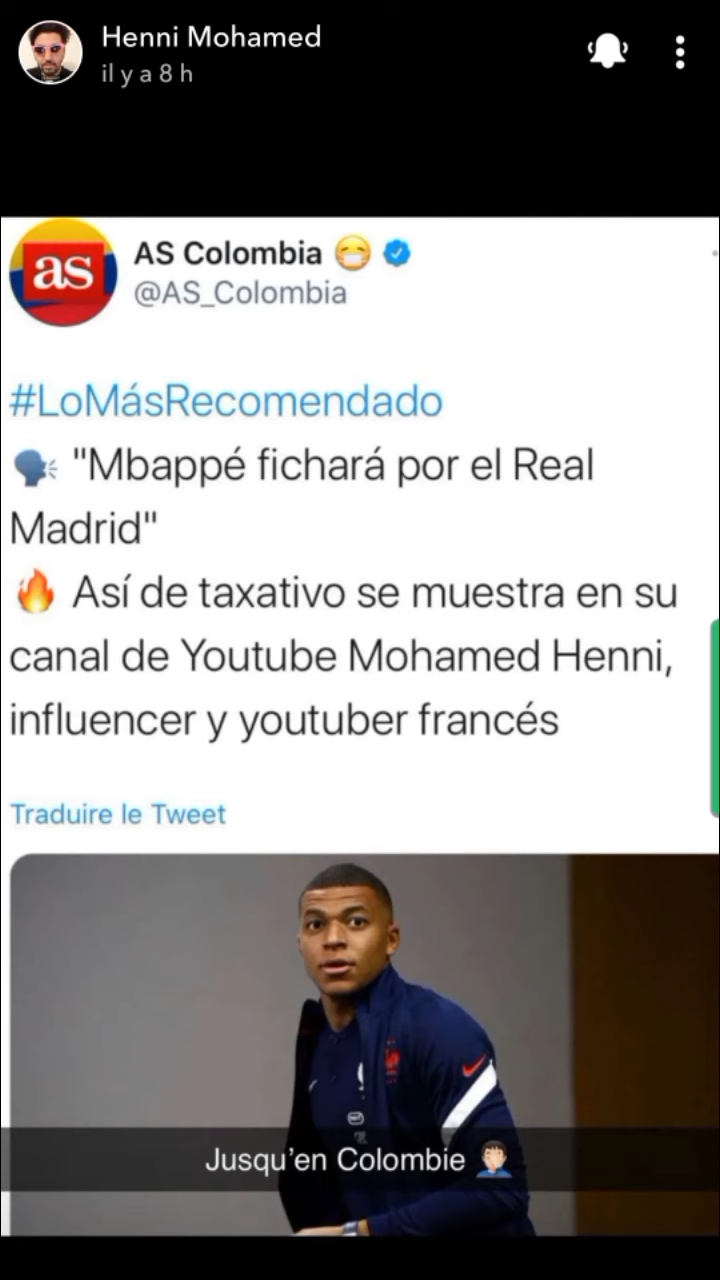 Henni Mohamed
il y a 8 h
as
AS Colombia 😷
@AS_Colombia
#LoMásRecomendado
🗣️ "Mbappé fichará por el Real
Madrid"
🔥 Así de taxativo se muestra en su
canal de Youtube Mohamed Henni,
influencer y youtuber francés
Traduire le Tweet
Jusqu'en Colombie 🤦🏻‍♂️